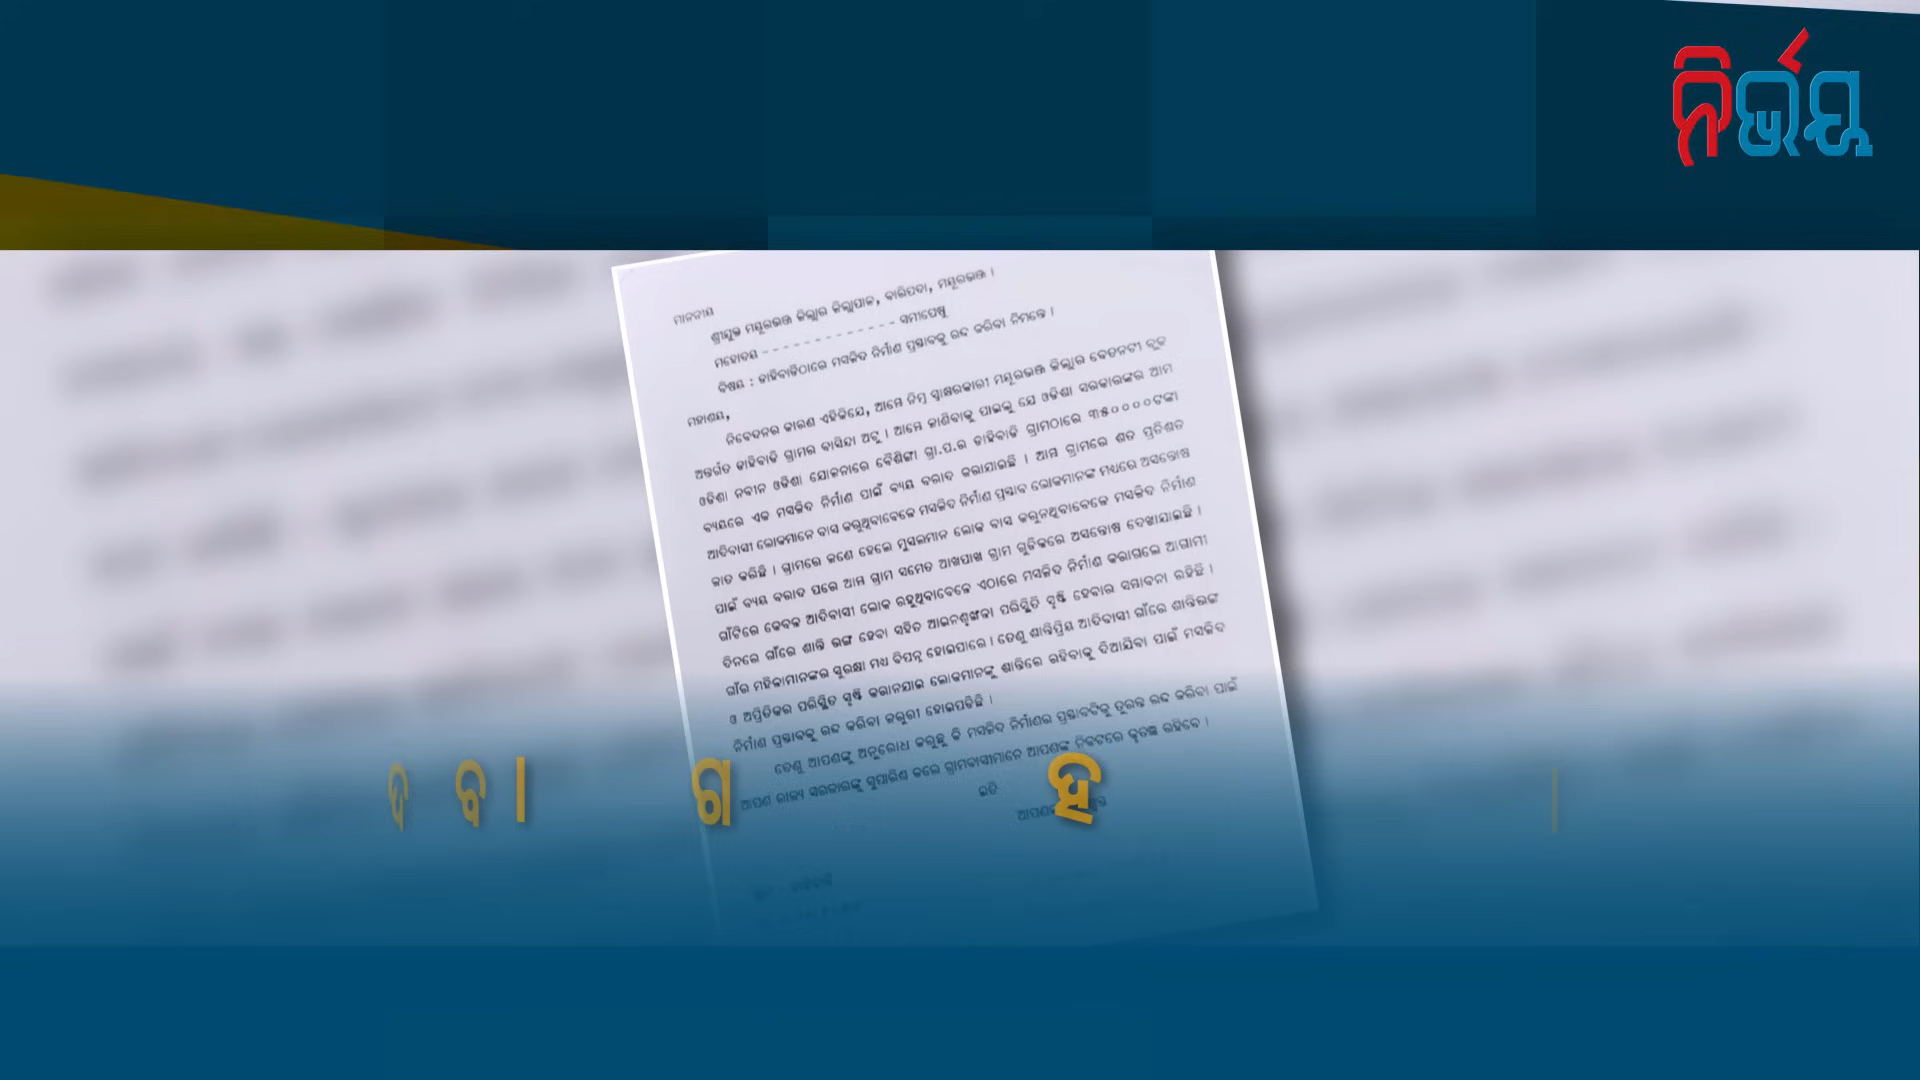 ନିର୍ଭୟ
ମାନନୀୟ
ଶ୍ରୀଯୁକ୍ତ ମୟୂରଭଞ୍ଜ ଜିଲ୍ଲାର ଜିଲ୍ଲାପାଳ, ବାରିପଦା, ମୟୂରଭଞ୍ଜ ।
ମହୋଦୟ - - - - - - - - - - - - - ସମୀପେଷୁ
ବିଷୟ : ଜାହିବାଡିଠାରେ ମସଜିଦ ନିର୍ମାଣ ପ୍ରସ୍ତାବକୁ ରଦ୍ଦ କରିବା ନିମନ୍ତେ ।
ମହାଶୟ,
ନିବେଦନର କାରଣ ଏହିକିଯେ, ଆମ୍ଭେ ନିମ୍ନ ସ୍ୱାକ୍ଷରକାରୀ ମୟୂରଭଞ୍ଜ ଜିଲ୍ଲାର ବେତନଟୀ ବ୍ଲକ
ଅନ୍ତର୍ଗତ ଜାହିବାଡି ଗ୍ରାମର ବାସିନ୍ଦା ଅଟୁ । ଆମ୍ଭେ ଜାଣିବାକୁ ପାଇଲୁ ଯେ ଓଡିଶା ସରକାରଙ୍କର ଆମ
ଓଡିଶା ନବୀନ ଓଡିଶା ଯୋଜନାରେ ବୈଶିଙ୍ଗା ଗ୍ରା.ପ.ର ଜାହିବାଡି ଗ୍ରାମଠାରେ ୩୫୦୦୦୦ଟଙ୍କା
ବ୍ୟୟରେ ଏକ ମସଜିଦ ନିର୍ମାଣ ପାଇଁ ବ୍ୟୟ ବରାଦ କରାଯାଇଛି । ଆମ୍ଭ ଗ୍ରାମରେ ଶତ ପ୍ରତିଶତ
ଆଦିବାସୀ ଲୋକମାନେ ବାସ କରୁଥିବାବେଳେ ମସଜିଦ ନିର୍ମାଣ ପ୍ରସ୍ତାବ ଲୋକମାନଙ୍କ ମଧ୍ୟରେ ଅସନ୍ତୋଷ
ଜାତ କରିଛି । ଗ୍ରାମରେ ଜଣେ ହେଲେ ମୁସଲମାନ ଲୋକ ବାସ କରୁନଥିବାବେଳେ ମସଜିଦ ନିର୍ମାଣ
ପାଇଁ ବ୍ୟୟ ବରାଦ ପରେ ଆମ୍ଭ ଗ୍ରାମ ସମେତ ଆଖପାଖ ଗ୍ରାମ ଗୁଡିକରେ ଅସନ୍ତୋଷ ଦେଖାଯାଇଛି ।
ଗାଁଟିରେ କେବଳ ଆଦିବାସୀ ଲୋକ ରହୁଥିବାବେଳେ ଏଠାରେ ମସଜିଦ ନିର୍ମାଣ କରାଗଲେ ଆଗାମୀ
ଦିନରେ ଗାଁରେ ଶାନ୍ତି ଭଙ୍ଗ ହେବା ସହିତ ଆଇନଶୃଙ୍ଖଳା ପରିସ୍ଥିତି ସୃଷ୍ଟି ହେବାର ସମ୍ଭାବନା ରହିଛି ।
ଗାଁର ମହିଳାମାନଙ୍କର ସୁରକ୍ଷା ମଧ୍ୟ ବିପନ୍ନ ହୋଇପାରେ । ତେଣୁ ଶାନ୍ତିପ୍ରିୟ ଆଦିବାସୀ ଗାଁରେ ଶାନ୍ତିଭଙ୍ଗ
ଓ ଅପ୍ରିତିକର ପରିସ୍ଥିତି ସୃଷ୍ଟି କରାନଯାଇ ଲୋକମାନଙ୍କୁ ଶାନ୍ତିରେ ରହିବାକୁ ଦିଆଯିବା ପାଇଁ ମସଜିଦ
ନିର୍ମାଣ ପ୍ରସ୍ତାବକୁ ରଦ୍ଦ କରିବା ଜରୁରୀ ହୋଇପଡିଛି ।
ତେଣୁ ଆପଣଙ୍କୁ ଅନୁରୋଧ କରୁଛୁ କି ମସଜିଦ ନିର୍ମାଣର ପ୍ରସ୍ତାବଟିକୁ ତୁରନ୍ତ ରଦ୍ଦ କରିବା ପାଇଁ
ଆପଣ ରାଜ୍ୟ ସରକାରଙ୍କୁ ସୁପାରିଶ କଲେ ଗ୍ରାମବାସୀମାନେ ଆପଣଙ୍କ ନିକଟରେ କୃତଜ୍ଞ ରହିବେ ।
ଇତି
ଦ ବା ଗ ହ